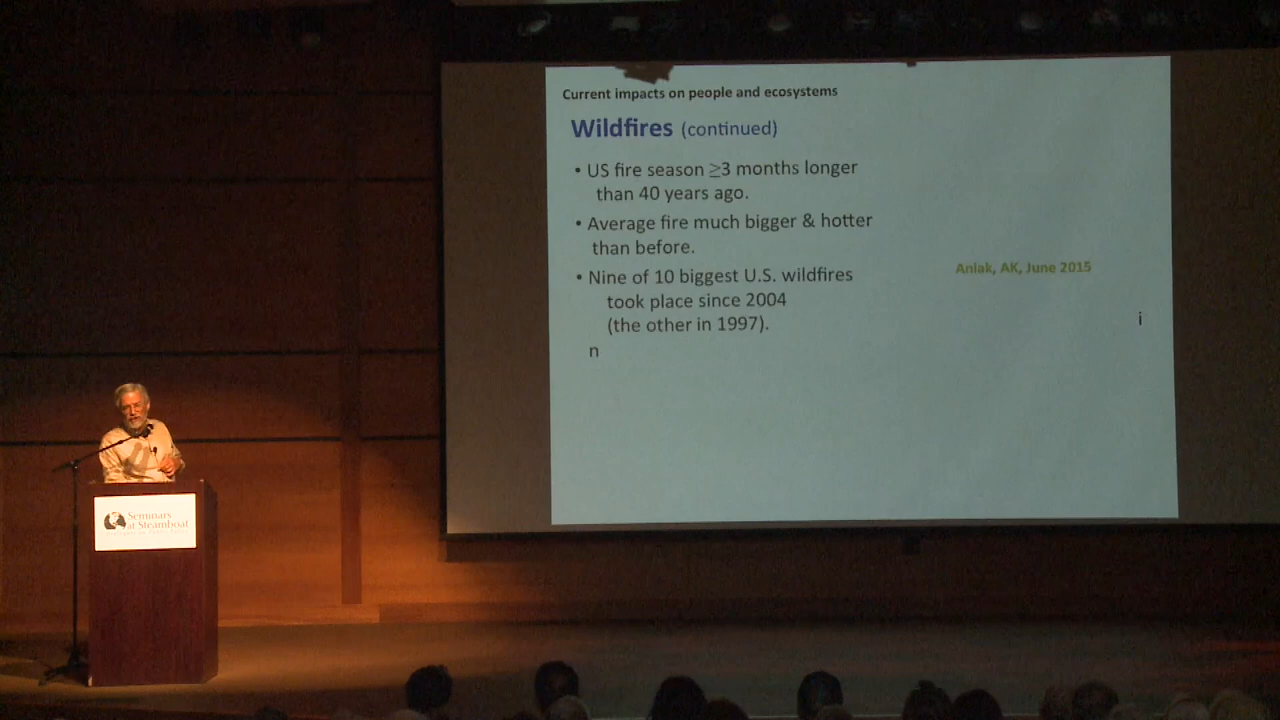 Current impacts on people and ecosystems
Wildfires (continued)
• US fire season ≥3 months longer
than 40 years ago.
• Average fire much bigger & hotter
than before.
• Nine of 10 biggest U.S. wildfires
took place since 2004
(the other in 1997).
n
Aniak, AK, June 2015
i
Seminars
at Steamboat